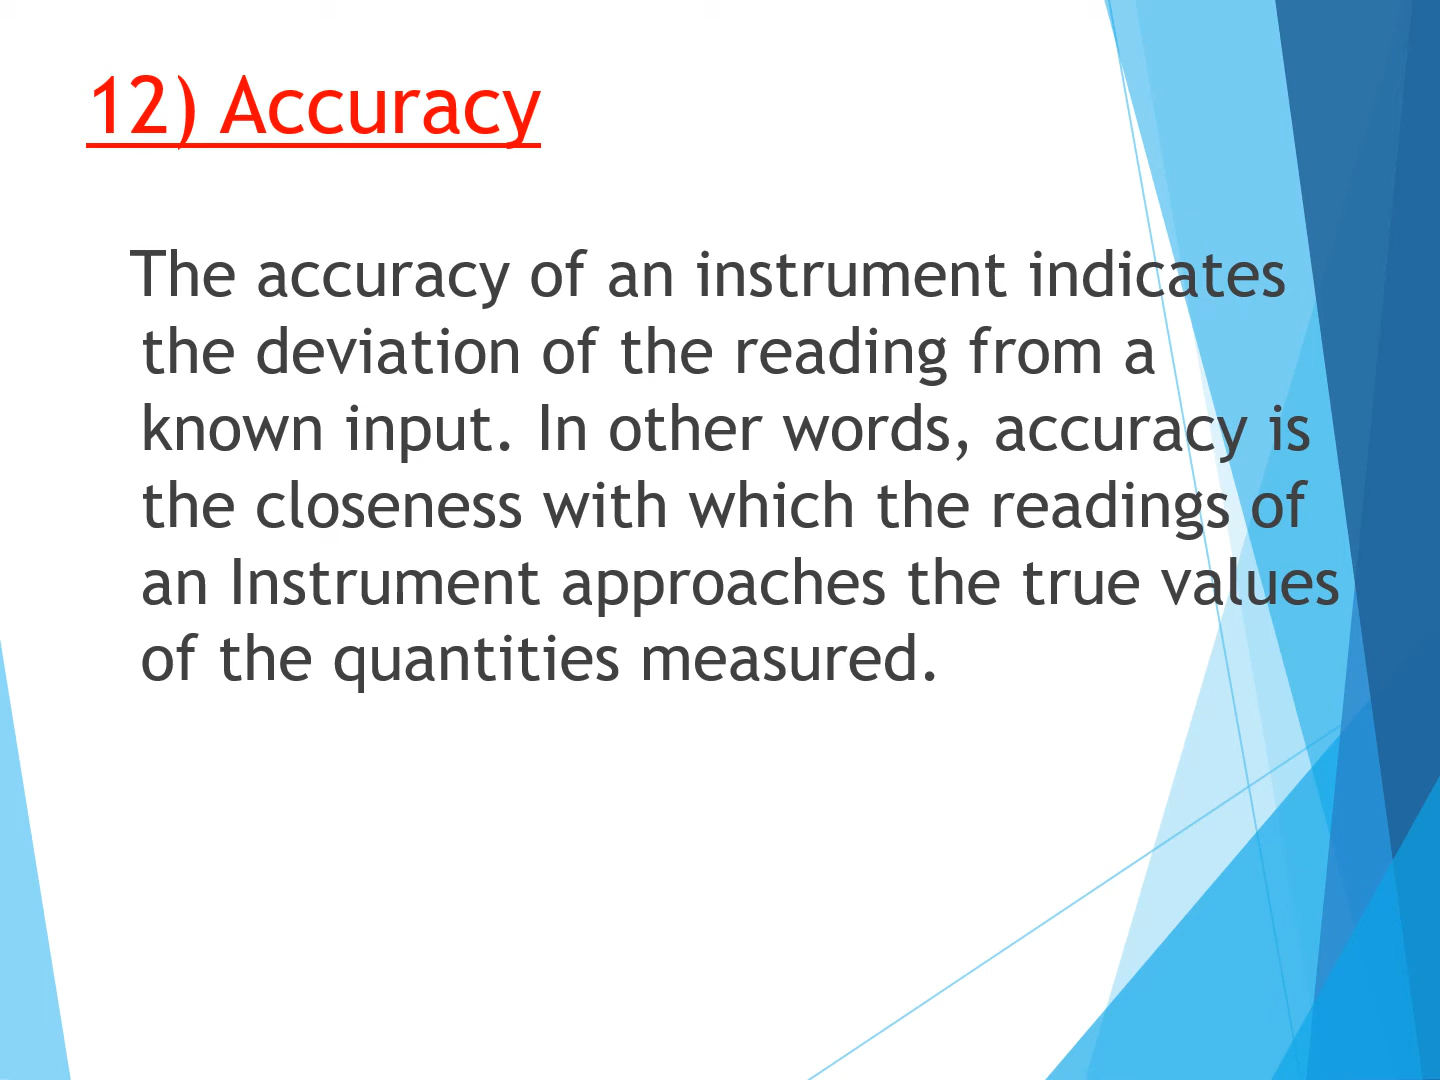 12) Accuracy
The accuracy of an instrument indicates
the deviation of the reading from a
known input. In other words, accuracy is
the closeness with which the readings of
an Instrument approaches the true values
of the quantities measured.